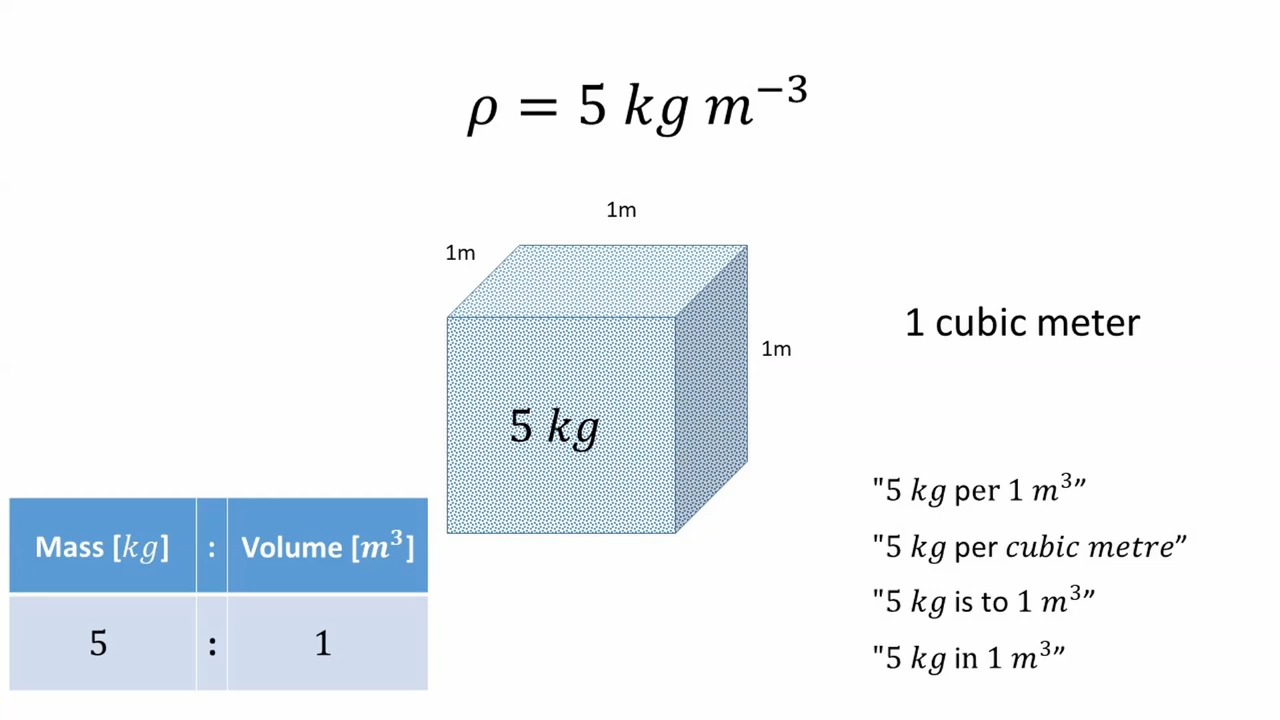 ρ = 5 kg m⁻³
1m
1m
1m
5 kg
1 cubic meter
"5 kg per 1 m³”
"5 kg per cubic metre”
"5 kg is to 1 m³”
"5 kg in 1 m³”
Mass [kg] : Volume [m³]
5 : 1